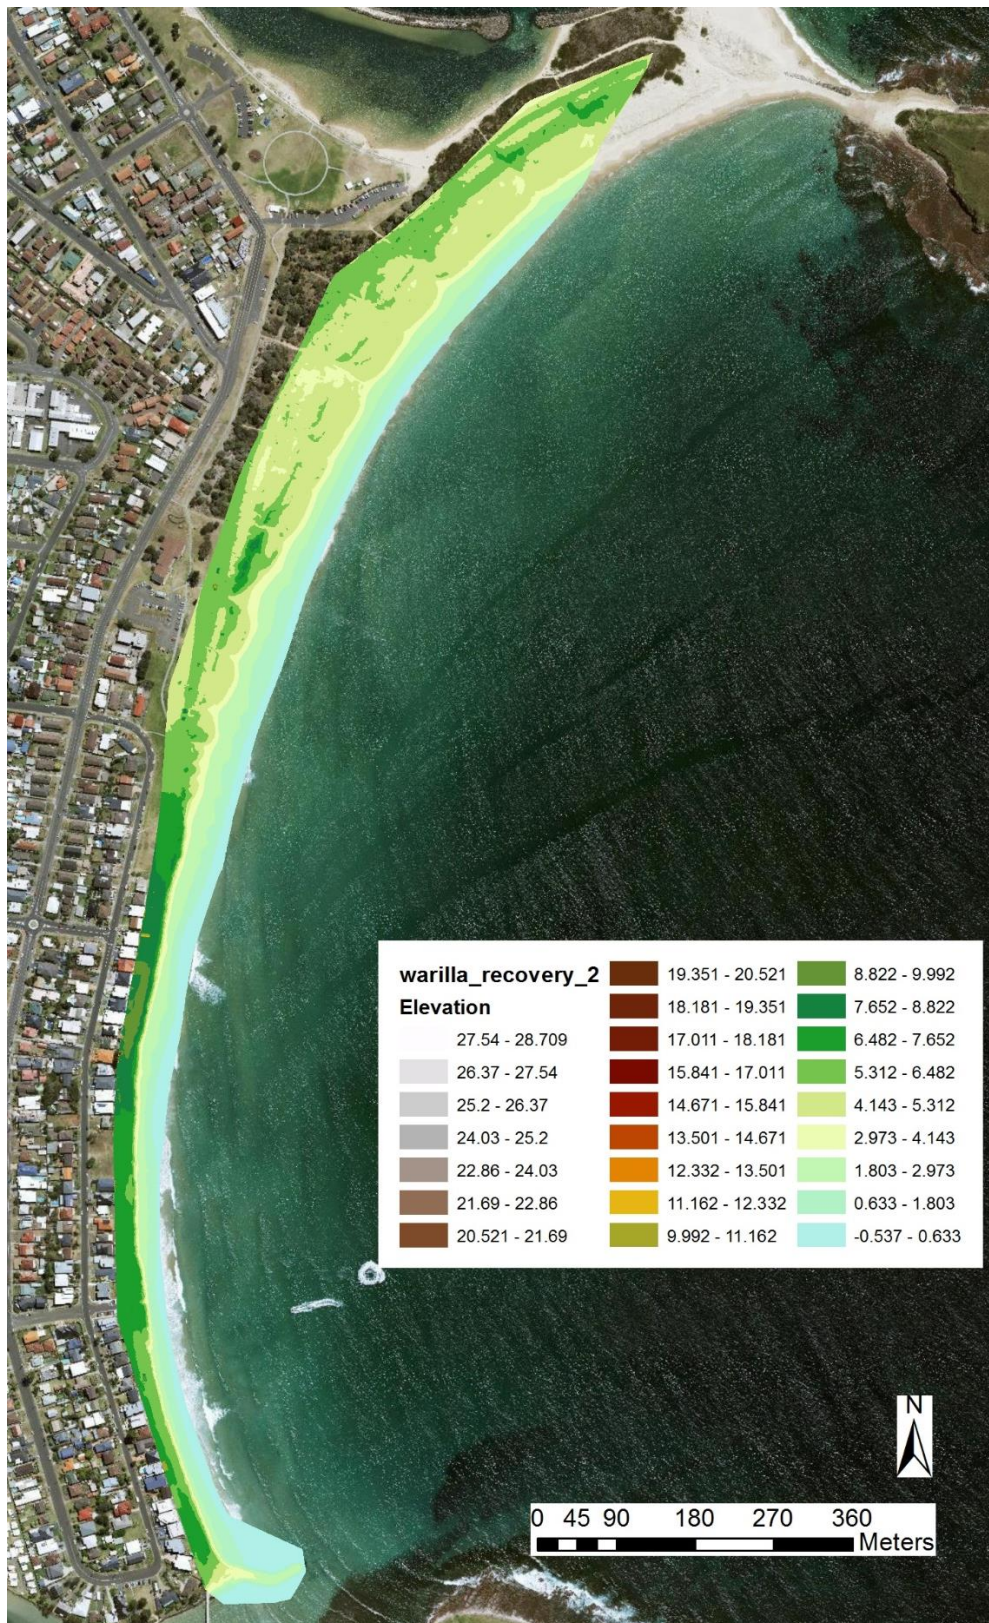 warilla_recovery_2
Elevation
27.54 - 28.709
26.37 - 27.54
25.2 - 26.37
24.03 - 25.2
22.86 - 24.03
21.69 - 22.86
20.521 - 21.69
19.351 - 20.521
18.181 - 19.351
17.011 - 18.181
15.841 - 17.011
14.671 - 15.841
13.501 - 14.671
12.332 - 13.501
11.162 - 12.332
9.992 - 11.162
8.822 - 9.992
7.652 - 8.822
6.482 - 7.652
5.312 - 6.482
4.143 - 5.312
2.973 - 4.143
1.803 - 2.973
0.633 - 1.803
-0.537 - 0.633
N
0 45 90 180 270 360
Meters